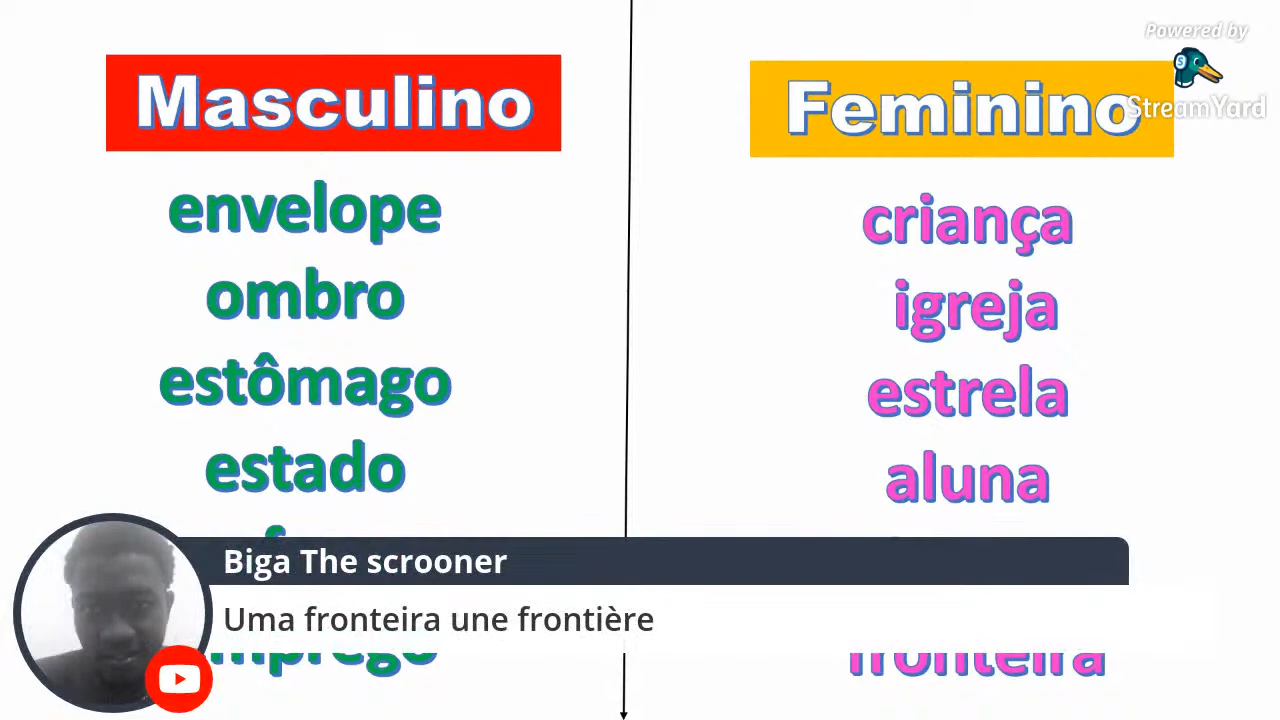 Powered by
StreamYard
Masculino
Feminino
envelope
ombro
estômago
estado
criança
igreja
estrela
aluna
fronteira
Biga The scrooner
Uma fronteira une frontière